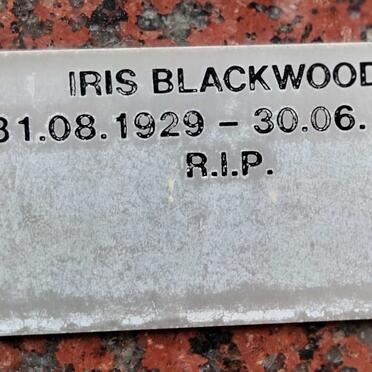 IRIS BLACKWOOD
31.08.1929 – 30.06.
R.I.P.